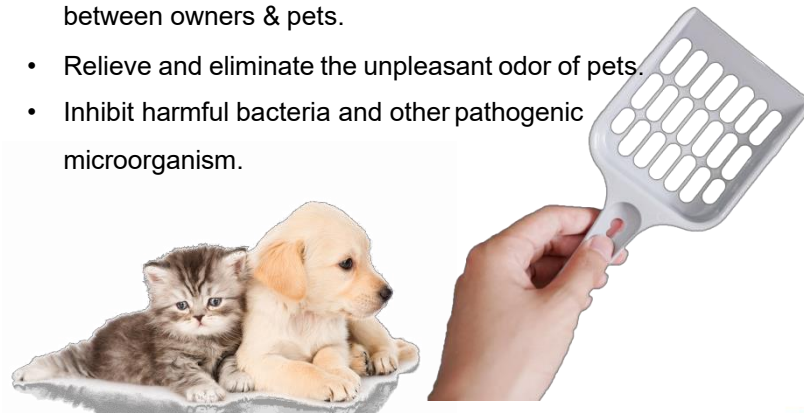 between owners & pets.
• Relieve and eliminate the unpleasant odor of pets.
• Inhibit harmful bacteria and other pathogenic
microorganism.